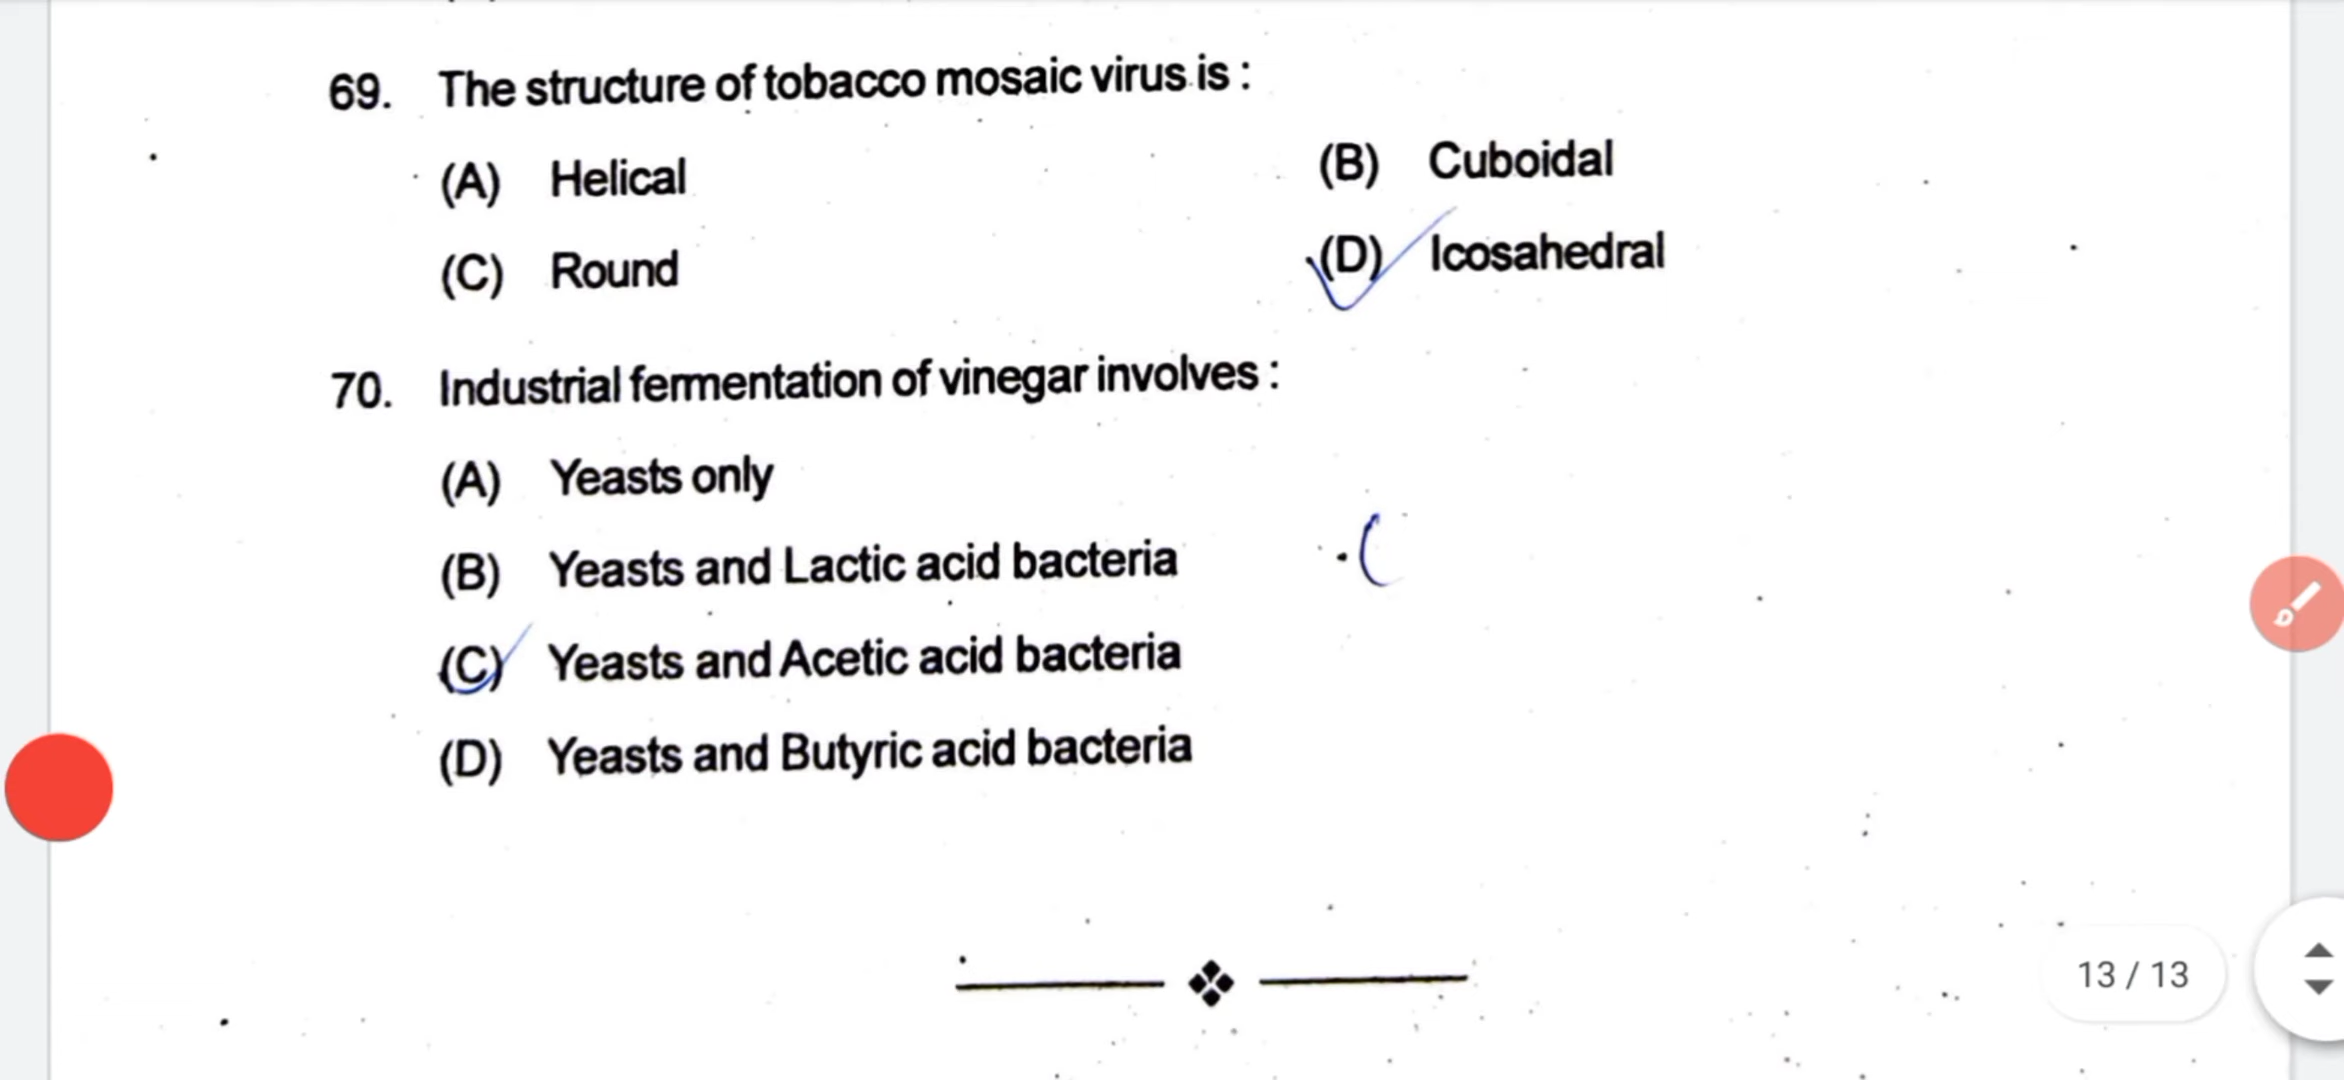 69. The structure of tobacco mosaic virus is :
(A) Helical (B) Cuboidal
(C) Round (D) Icosahedral
70. Industrial fermentation of vinegar involves :
(A) Yeasts only
(B) Yeasts and Lactic acid bacteria
(C) Yeasts and Acetic acid bacteria
(D) Yeasts and Butyric acid bacteria
13 / 13